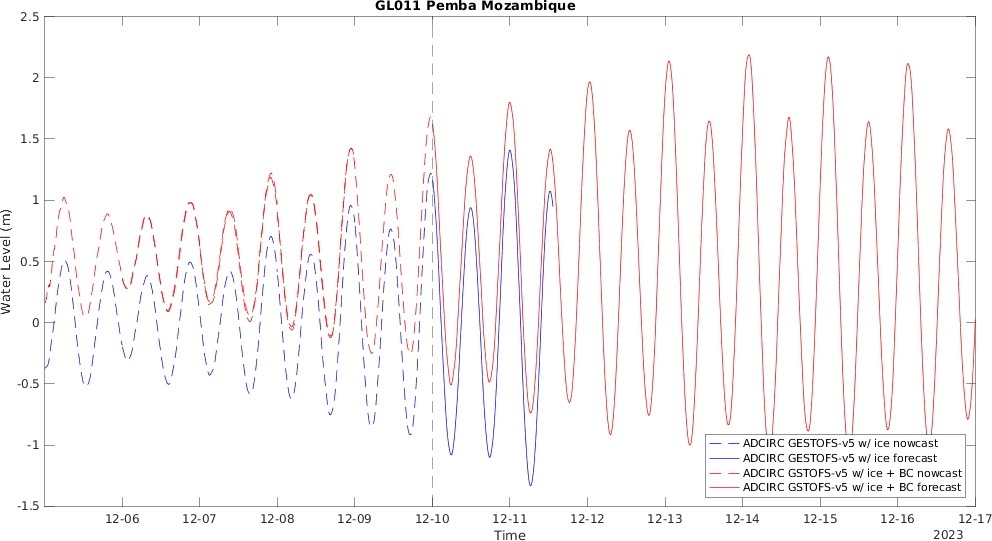 GL011 Pemba Mozambique
2.5
2
1.5
1
0.5
0
-0.5
-1
-1.5
Water Level (m)
12-06 12-07 12-08 12-09 12-10 12-11 12-12 12-13 12-14 12-15 12-16 12-17
Time
2023
ADCIRC GESTOFS-v5 w/ ice nowcast
ADCIRC GESTOFS-v5 w/ ice forecast
ADCIRC GSTOFS-v5 w/ ice + BC nowcast
ADCIRC GSTOFS-v5 w/ ice + BC forecast